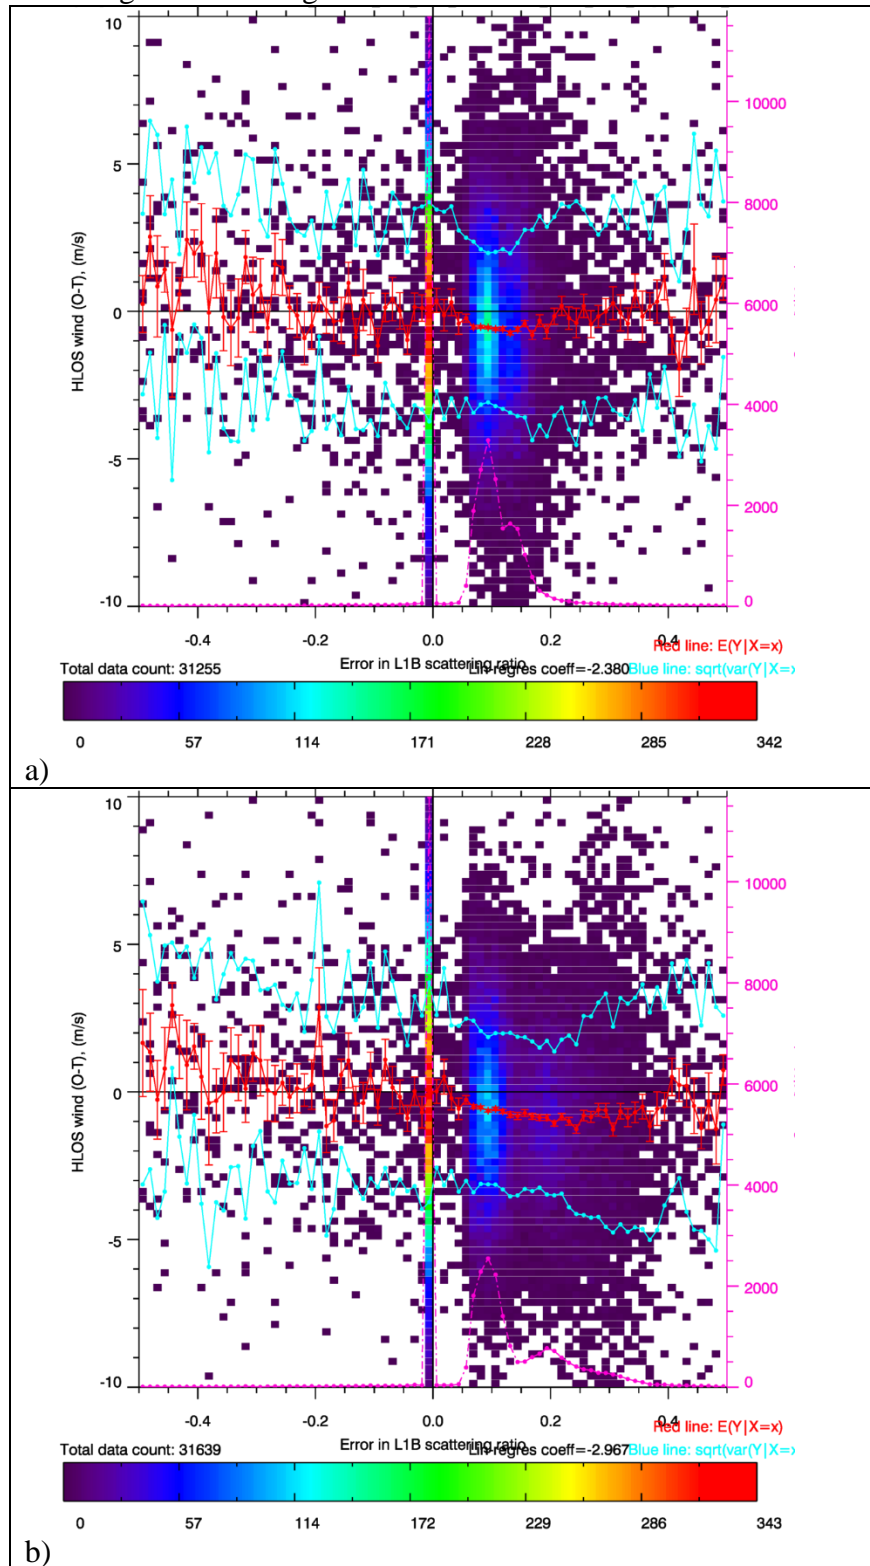 10
5
0
-5
-10
HLOS wind (O-T), (m/s)
10000
8000
6000
4000
2000
0
-0.4 -0.2 0.0 0.2 0.4
Red line: E(Y|X=x)
Total data count: 31255 Error in L1B scattering ratio Lin-regres coeff=-2.380 Blue line: sqrt(var(Y|X=x
0 57 114 171 228 285 342
a)
10
5
0
-5
-10
HLOS wind (O-T), (m/s)
10000
8000
6000
4000
2000
0
-0.4 -0.2 0.0 0.2 0.4
Red line: E(Y|X=x)
Total data count: 31639 Error in L1B scattering ratio Lin-regres coeff=-2.967 Blue line: sqrt(var(Y|X=x
0 57 114 172 229 286 343
b)